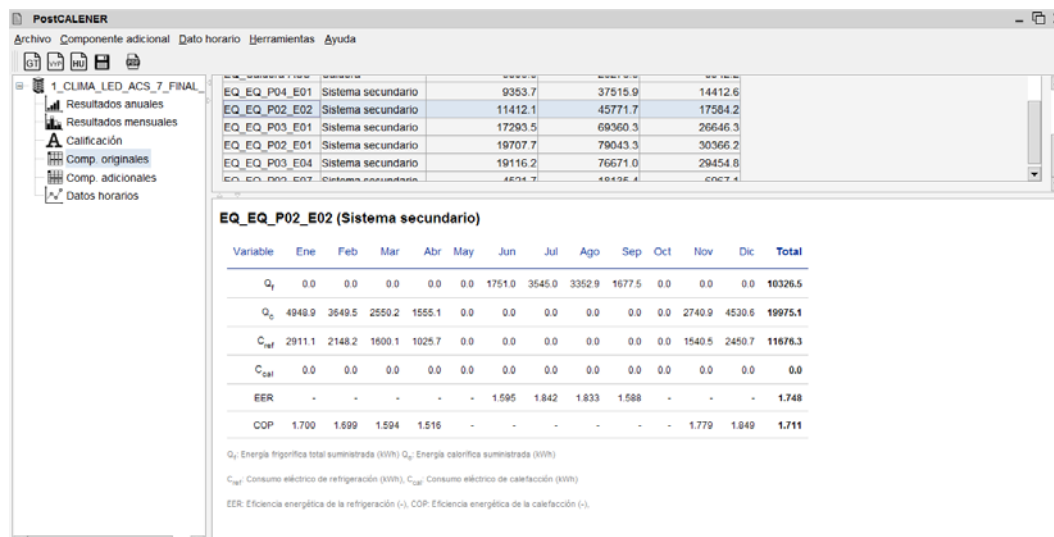 PostCALENER
Archivo Componente adicional Dato horario Herramientas Ayuda
GT VYP HU PDF
1_CLIMA_LED_ACS_7_FINAL_
Resultados anuales
Resultados mensuales
Calificación
Comp. originales
Comp. adicionales
Datos horarios
EQ_EQ_P04_E01 Sistema secundario 9353.7 37515.9 14412.6
EQ_EQ_P02_E02 Sistema secundario 11412.1 45771.7 17584.2
EQ_EQ_P03_E01 Sistema secundario 17293.5 69360.3 26646.3
EQ_EQ_P02_E01 Sistema secundario 19707.7 79043.3 30366.2
EQ_EQ_P03_E04 Sistema secundario 19116.2 76671.0 29454.8
EQ_EQ_P02_E07 Sistema secundario 4521.7 18135.4 6967.1
EQ_EQ_P02_E02 (Sistema secundario)
Variable Ene Feb Mar Abr May Jun Jul Ago Sep Oct Nov Dic Total
Qf 0.0 0.0 0.0 0.0 0.0 1751.0 3545.0 3352.9 1677.5 0.0 0.0 0.0 10326.5
Qc 4948.9 3649.5 2550.2 1555.1 0.0 0.0 0.0 0.0 0.0 0.0 2740.9 4530.6 19975.1
Cref 2911.1 2148.2 1600.1 1025.7 0.0 0.0 0.0 0.0 0.0 0.0 1540.5 2450.7 11676.3
Ccal 0.0 0.0 0.0 0.0 0.0 0.0 0.0 0.0 0.0 0.0 0.0 0.0 0.0
EER - - - - - 1.595 1.842 1.833 1.588 - - - 1.748
COP 1.700 1.699 1.594 1.516 - - - - - - 1.779 1.849 1.711
Qf: Energía frigorífica total suministrada (kWh) Qc: Energía calorífica suministrada (kWh)
Cref: Consumo eléctrico de refrigeración (kWh), Ccal: Consumo eléctrico de calefacción (kWh)
EER: Eficiencia energética de la refrigeración (-), COP: Eficiencia energética de la calefacción (-),